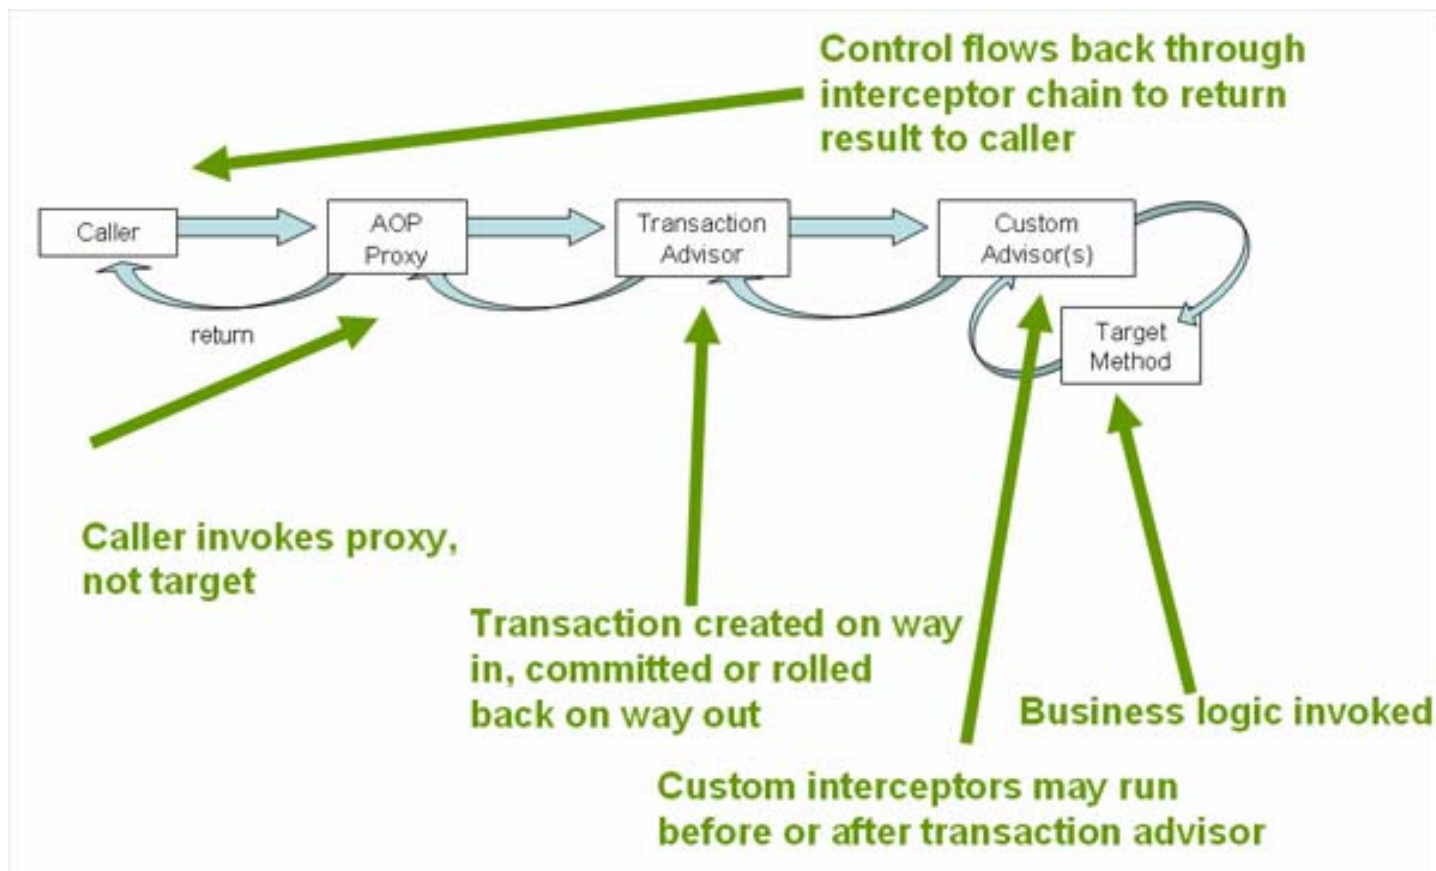 Control flows back through
interceptor chain to return
result to caller
Caller
AOP
Proxy
Transaction
Advisor
Custom
Advisor(s)
return
Target
Method
Caller invokes proxy,
not target
Transaction created on way
in, committed or rolled
back on way out
Business logic invoked
Custom interceptors may run
before or after transaction advisor